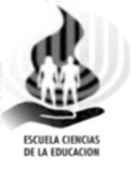 ESCUELA CIENCIAS
DE LA EDUCACION